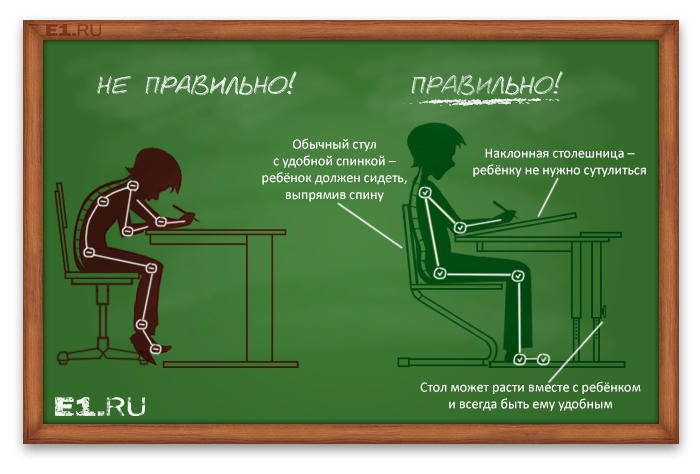 E1.RU
НЕ ПРАВИЛЬНО!
ПРАВИЛЬНО!
Обычный стул
с удобной спинкой –
ребёнок должен сидеть,
выпрямив спину
Наклонная столешница –
ребёнку не нужно сутулиться
Стол может расти вместе с ребёнком
и всегда быть ему удобным
E1.RU